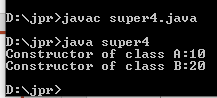 D:\jpr>javac super4.java
D:\jpr>java super4
Constructor of class A:10
Constructor of class B:20
D:\jpr>